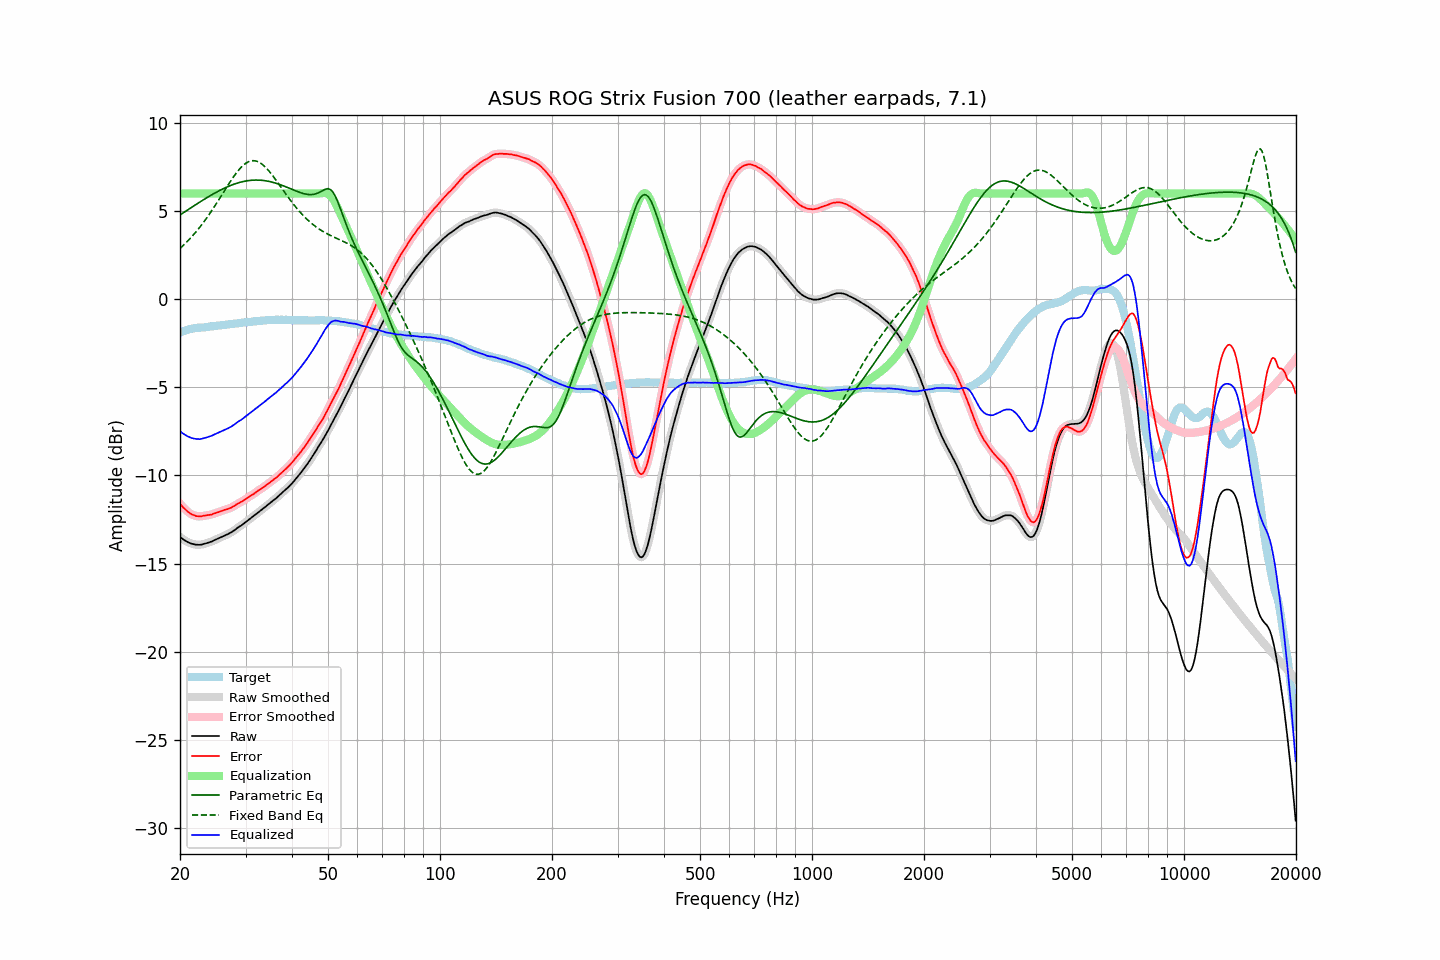 ASUS ROG Strix Fusion 700 (leather earpads, 7.1)
10
5
0
−5
−10
−15
−20
−25
−30
Amplitude (dBr)
Target
Raw Smoothed
Error Smoothed
Raw
Error
Equalization
Parametric Eq
Fixed Band Eq
Equalized
20 50 100 200 500 1000 2000 5000 10000 20000
Frequency (Hz)